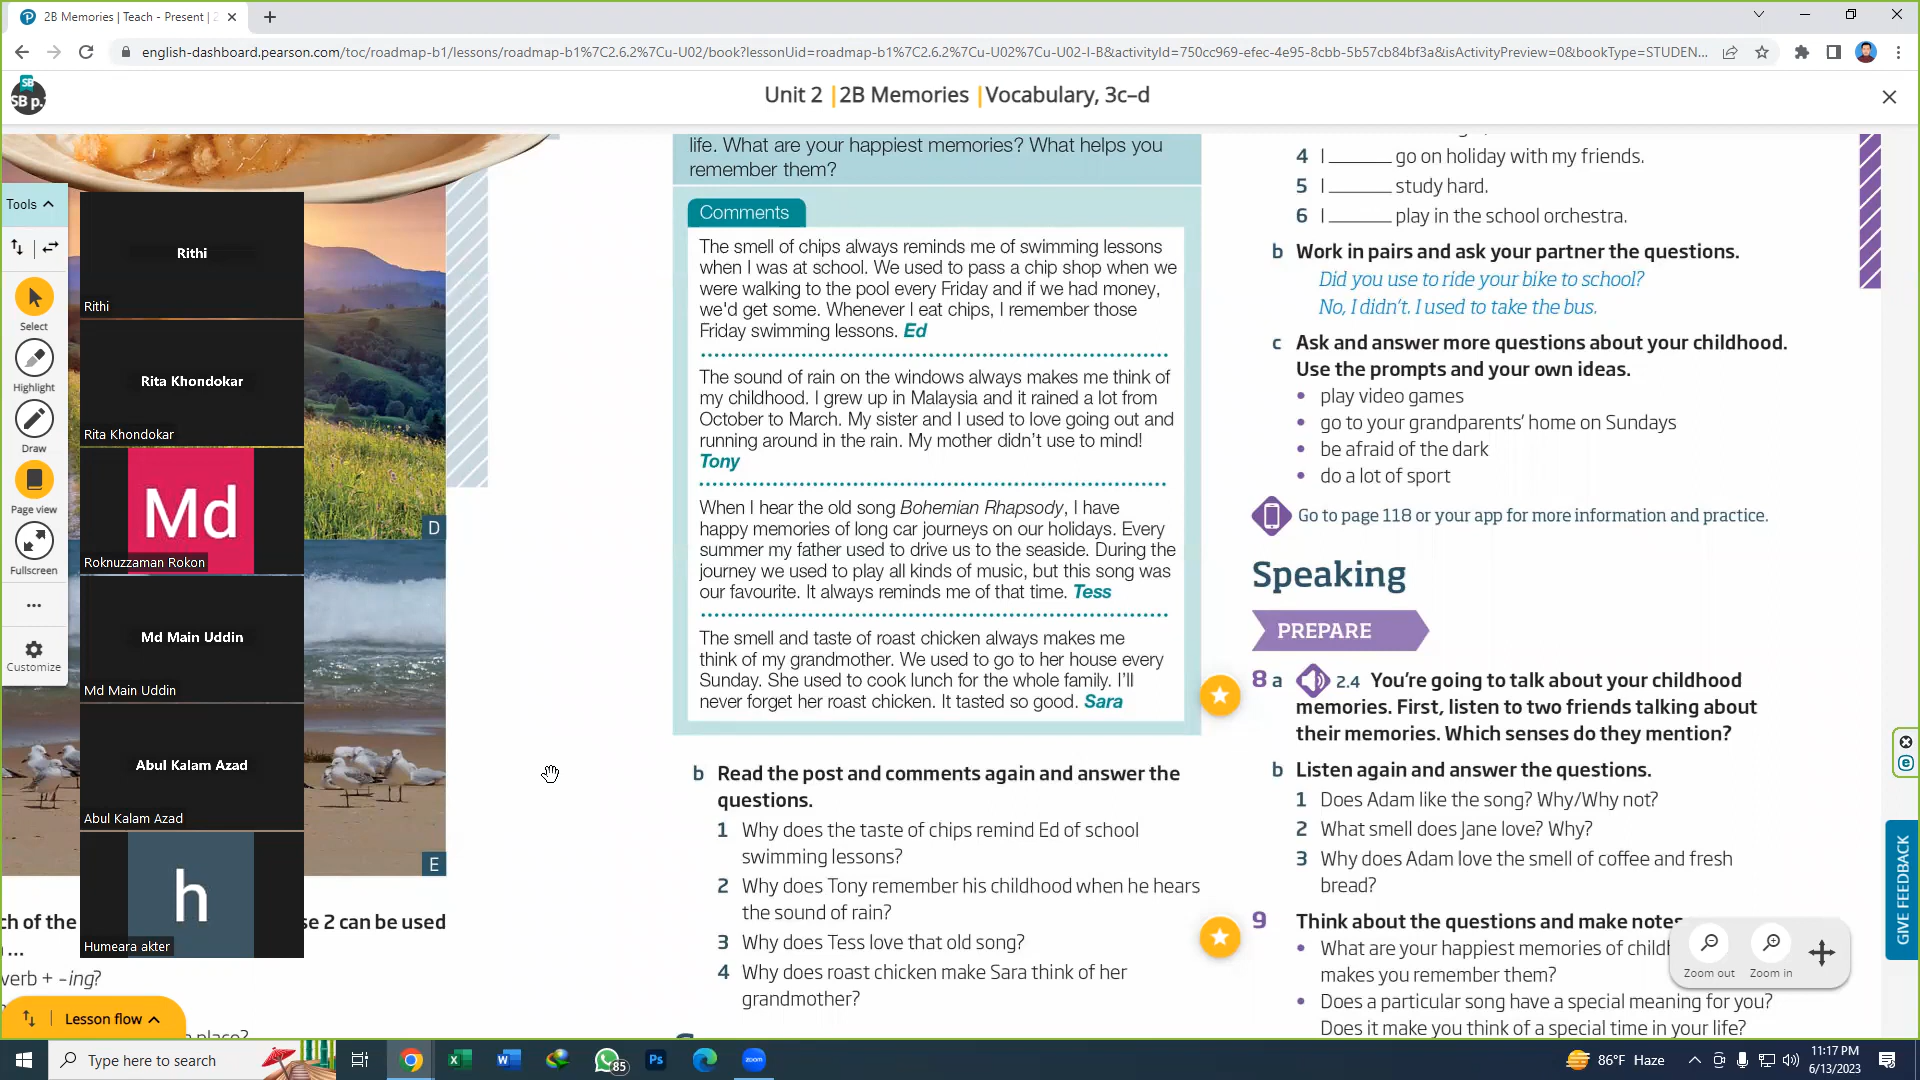 2B Memories | Teach - Present | 2
english-dashboard.pearson.com/toc/roadmap-b1/lessons/roadmap-b1%7C2.6.2%7Cu-U02/book?lessonUid=roadmap-b1%7C2.6.2%7Cu-U02%7Cu-U02-I-B&activityId=750cc969-efec-4e95-8cbb-5b57cb84bf3a&isActivityPreview=0&bookType=STUDEN...
SB
SB p.
Unit 2 | 2B Memories | Vocabulary, 3c–d
Tools
Select
Highlight
Draw
Page view
Fullscreen
Customize
Rithi
Rithi
Rita Khondokar
Rita Khondokar
Md
Roknuzzaman Rokon
Md Main Uddin
Md Main Uddin
Abul Kalam Azad
Abul Kalam Azad
h
Humeara akter
D
E
ch of the
se 2 can be used
...
verb + -ing?
place?
Lesson flow
life. What are your happiest memories? What helps you
remember them?
Comments
The smell of chips always reminds me of swimming lessons
when I was at school. We used to pass a chip shop when we
were walking to the pool every Friday and if we had money,
we'd get some. Whenever I eat chips, I remember those
Friday swimming lessons. Ed
The sound of rain on the windows always makes me think of
my childhood. I grew up in Malaysia and it rained a lot from
October to March. My sister and I used to love going out and
running around in the rain. My mother didn't use to mind!
Tony
When I hear the old song Bohemian Rhapsody, I have
happy memories of long car journeys on our holidays. Every
summer my father used to drive us to the seaside. During the
journey we used to play all kinds of music, but this song was
our favourite. It always reminds me of that time. Tess
The smell and taste of roast chicken always makes me
think of my grandmother. We used to go to her house every
Sunday. She used to cook lunch for the whole family. I'll
never forget her roast chicken. It tasted so good. Sara
b Read the post and comments again and answer the
questions.
1 Why does the taste of chips remind Ed of school
swimming lessons?
2 Why does Tony remember his childhood when he hears
the sound of rain?
3 Why does Tess love that old song?
4 Why does roast chicken make Sara think of her
grandmother?
4 I ______ go on holiday with my friends.
5 I ______ study hard.
6 I ______ play in the school orchestra.
b Work in pairs and ask your partner the questions.
Did you use to ride your bike to school?
No, I didn't. I used to take the bus.
c Ask and answer more questions about your childhood.
Use the prompts and your own ideas.
• play video games
• go to your grandparents' home on Sundays
• be afraid of the dark
• do a lot of sport
Go to page 118 or your app for more information and practice.
Speaking
PREPARE
8 a 2.4 You're going to talk about your childhood
memories. First, listen to two friends talking about
their memories. Which senses do they mention?
b Listen again and answer the questions.
1 Does Adam like the song? Why/Why not?
2 What smell does Jane love? Why?
3 Why does Adam love the smell of coffee and fresh
bread?
9 Think about the questions and make notes
• What are your happiest memories of child
makes you remember them?
• Does a particular song have a special meaning for you?
Does it make you think of a special time in your life?
Zoom out
Zoom in
GIVE FEEDBACK
Type here to search
85
zoom
86°F Haze
11:17 PM
6/13/2023